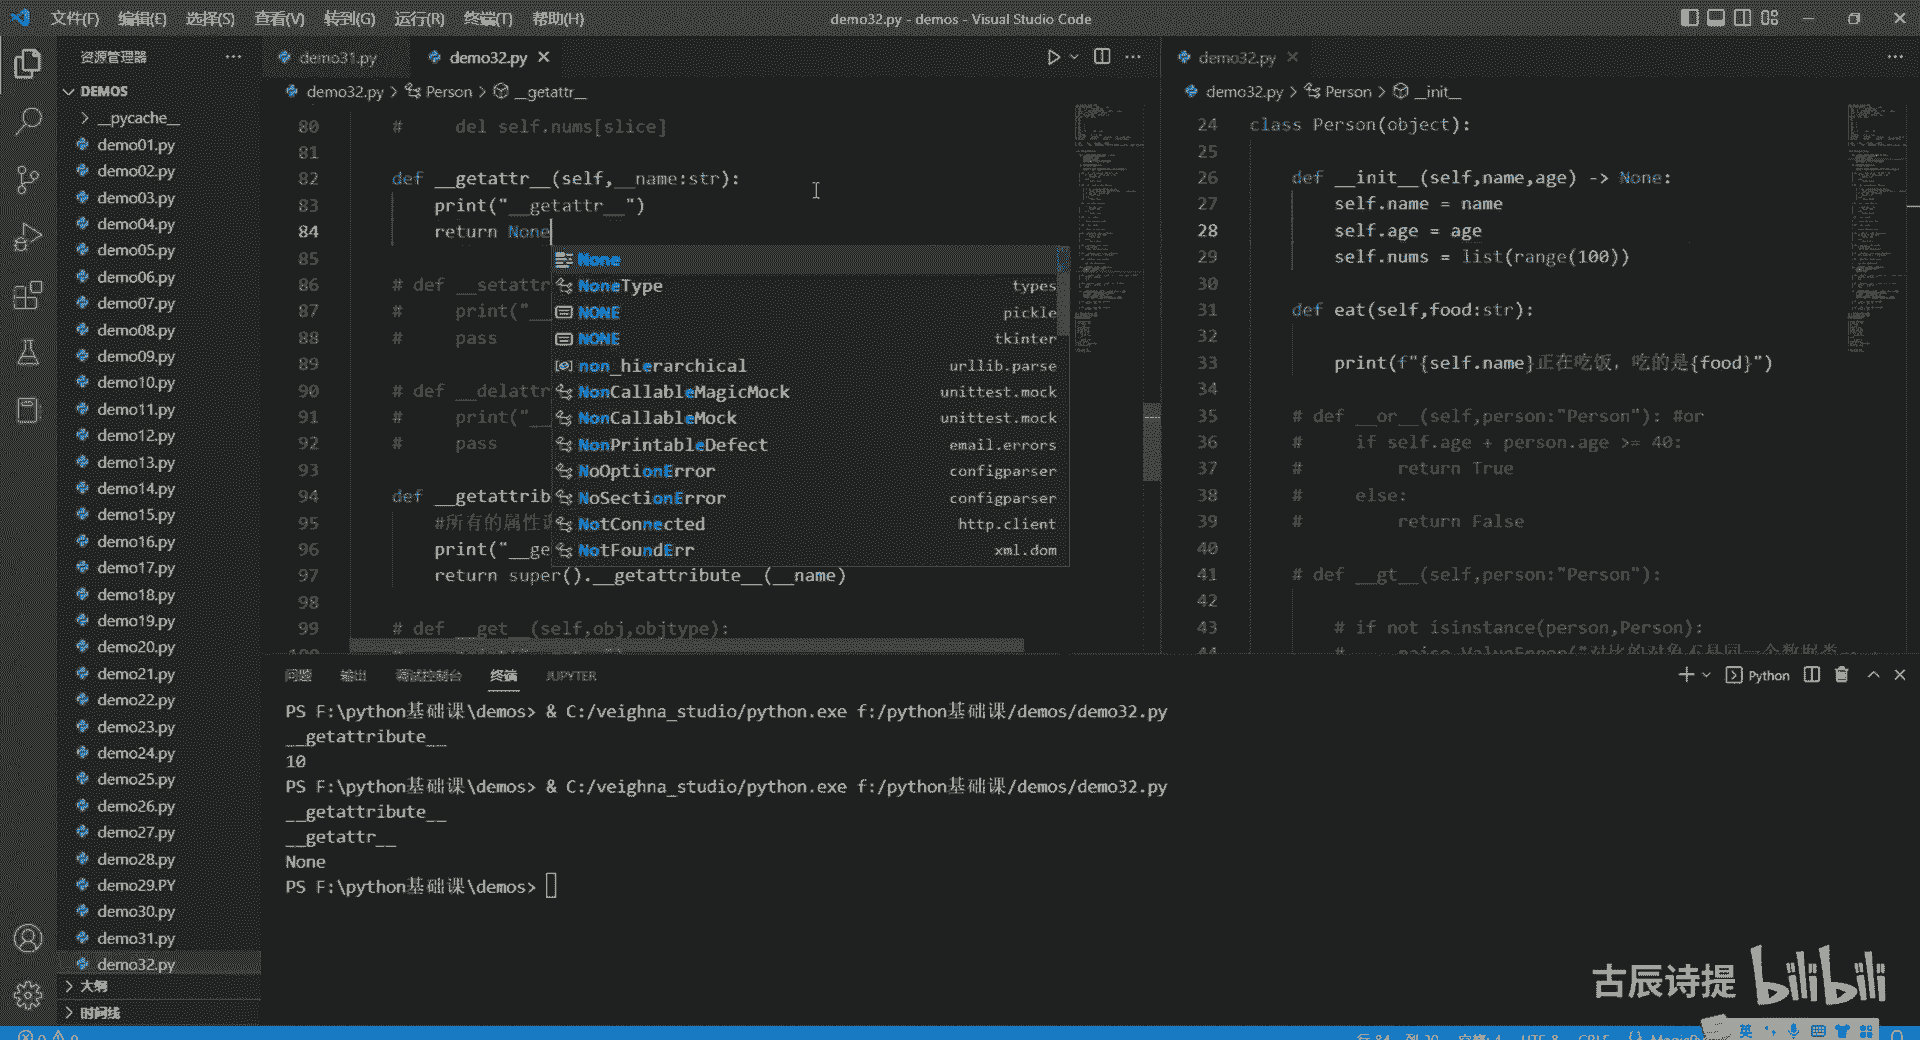 文件(F) 编辑(E) 选择(S) 查看(V) 转到(G) 运行(R) 终端(T) 帮助(H)
demo32.py - demos - Visual Studio Code
资源管理器
DEMOS
__pycache__
demo01.py
demo02.py
demo03.py
demo04.py
demo05.py
demo06.py
demo07.py
demo08.py
demo09.py
demo10.py
demo11.py
demo12.py
demo13.py
demo14.py
demo15.py
demo16.py
demo17.py
demo18.py
demo19.py
demo20.py
demo21.py
demo22.py
demo23.py
demo24.py
demo25.py
demo26.py
demo27.py
demo28.py
demo29.PY
demo30.py
demo31.py
demo32.py
大纲
时间线
demo31.py demo32.py
demo32.py > Person > __getattr__
80 # del self.nums[slice]
81
82 def __getattr__(self,__name:str):
83 print("__getattr__")
84 return None
85
86 # def __setattr
87 # print("__
88 # pass
89
90 # def __delattr
91 # print("__
92 # pass
93
94 def __getattrib
95 #所有的属性
96 print("__ge
97 return super().__getattribute__(__name)
98
99 # def __get__(self,obj,objtype):
None
NoneType types
NONE pickle
NONE tkinter
non_hierarchical urllib.parse
NonCallableMagicMock unittest.mock
NonCallableMock unittest.mock
NonPrintableDefect email.errors
NoOptionError configparser
NoSectionError configparser
NotConnected http.client
NotFoundErr xml.dom
demo32.py
demo32.py > Person > __init__
24 class Person(object):
25
26 def __init__(self,name,age) -> None:
27 self.name = name
28 self.age = age
29 self.nums = list(range(100))
30
31 def eat(self,food:str):
32
33 print(f"{self.name}正在吃饭，吃的是{food}")
34
35 # def __or__(self,person:"Person"): #or
36 # if self.age + person.age >= 40:
37 # return True
38 # else:
39 # return False
40
41 # def __gt__(self,person:"Person"):
42
43 # if not isinstance(person,Person):
44 # raise ValueError("对比的对象不是同一个数据类
问题 输出 调试控制台 终端 JUPYTER
Python
PS F:\python基础课\demos> & C:/veighna_studio/python.exe f:/python基础课/demos/demo32.py
__getattribute__
10
PS F:\python基础课\demos> & C:/veighna_studio/python.exe f:/python基础课/demos/demo32.py
__getattribute__
__getattr__
None
PS F:\python基础课\demos>
古辰诗提 bilibili
英